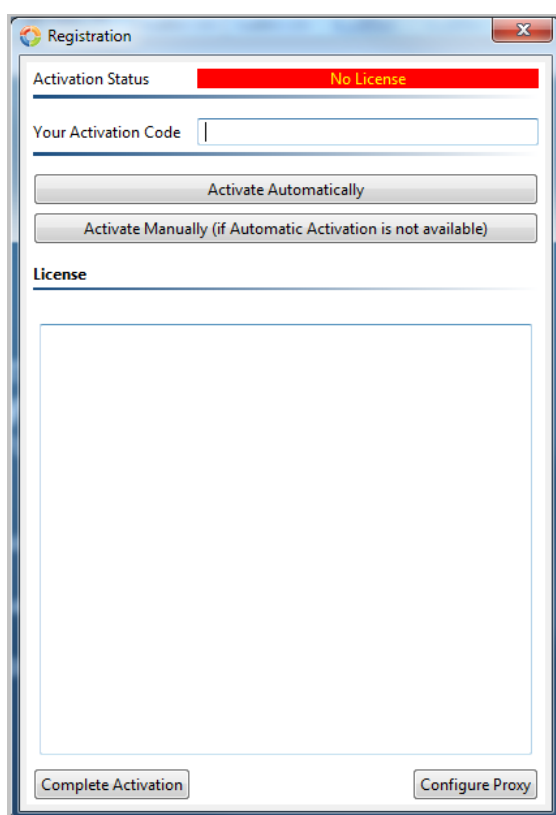 Registration
Activation Status No License
Your Activation Code
Activate Automatically
Activate Manually (if Automatic Activation is not available)
License
Complete Activation Configure Proxy